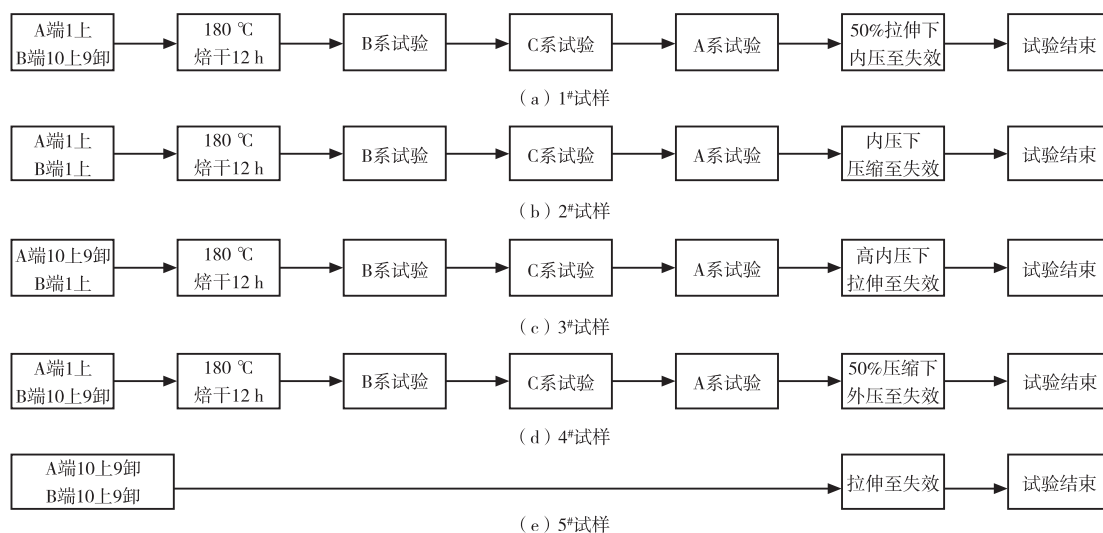 A端1上
B端10上9卸
180 ℃
焙干12 h
B系试验
C系试验
A系试验
50%拉伸下
内压至失效
试验结束
（a）1#试样
A端1上
B端1上
180 ℃
焙干12 h
B系试验
C系试验
A系试验
内压下
压缩至失效
试验结束
（b）2#试样
A端10上9卸
B端1上
180 ℃
焙干12 h
B系试验
C系试验
A系试验
高内压下
拉伸至失效
试验结束
（c）3#试样
A端1上
B端10上9卸
180 ℃
焙干12 h
B系试验
C系试验
A系试验
50%压缩下
外压至失效
试验结束
（d）4#试样
A端10上9卸
B端10上9卸
拉伸至失效
试验结束
（e）5#试样